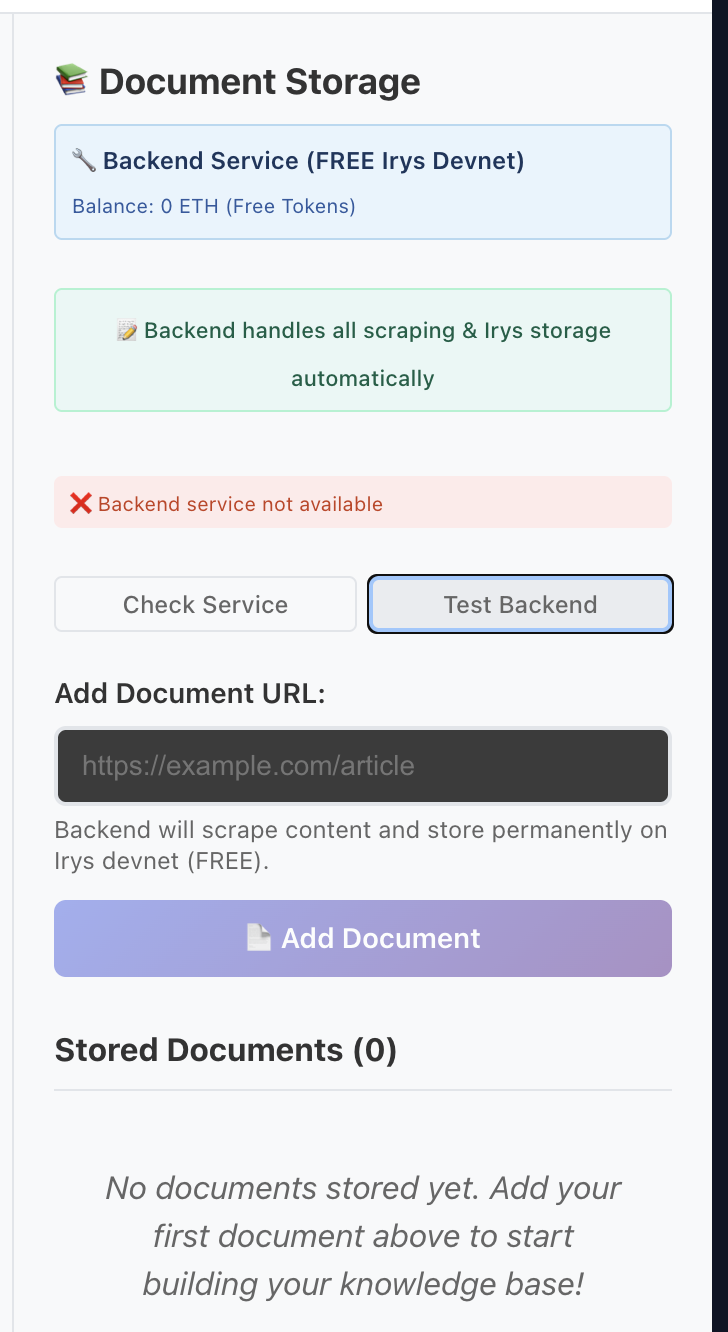 📚 Document Storage
🔧 Backend Service (FREE Irys Devnet)
Balance: 0 ETH (Free Tokens)
📝 Backend handles all scraping & Irys storage
automatically
❌ Backend service not available
Check Service
Test Backend
Add Document URL:
https://example.com/article
Backend will scrape content and store permanently on
Irys devnet (FREE).
📄 Add Document
Stored Documents (0)
No documents stored yet. Add your
first document above to start
building your knowledge base!